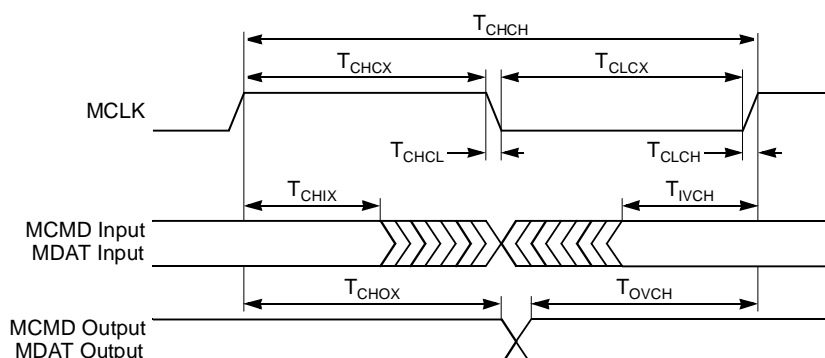 TCHCH
TCHCX TCLCX
MCLK
TCHCL TCLCH
TCHIX TIVCH
MCMD Input
MDAT Input
TCHOX TOVCH
MCMD Output
MDAT Output